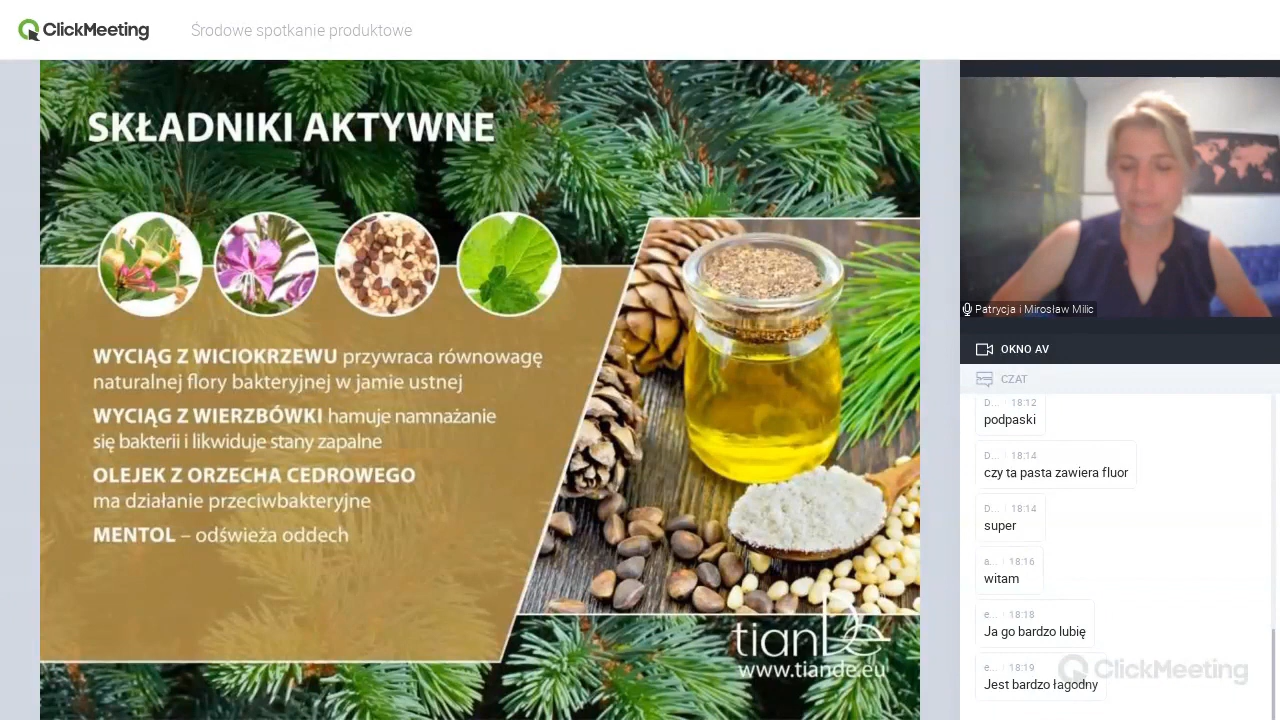 ClickMeeting
Środowe spotkanie produktowe
SKŁADNIKI AKTYWNE
WYCIĄG Z WICIOKRZEWU przywraca równowagę
naturalnej flory bakteryjnej w jamie ustnej
WYCIĄG Z WIERZBÓWKI hamuje namnażanie
się bakterii i likwiduje stany zapalne
OLEJEK Z ORZECHA CEDROWEGO
ma działanie przeciwbakteryjne
MENTOL – odświeża oddech
tianDe
www.tiande.eu
Patrycja i Mirosław Milic
OKNO AV
CZAT
D... 18:12
podpaski
D... 18:14
czy ta pasta zawiera fluor
D... 18:14
super
a... 18:16
witam
e... 18:18
Ja go bardzo lubię
e... 18:19
Jest bardzo łagodny
ClickMeeting